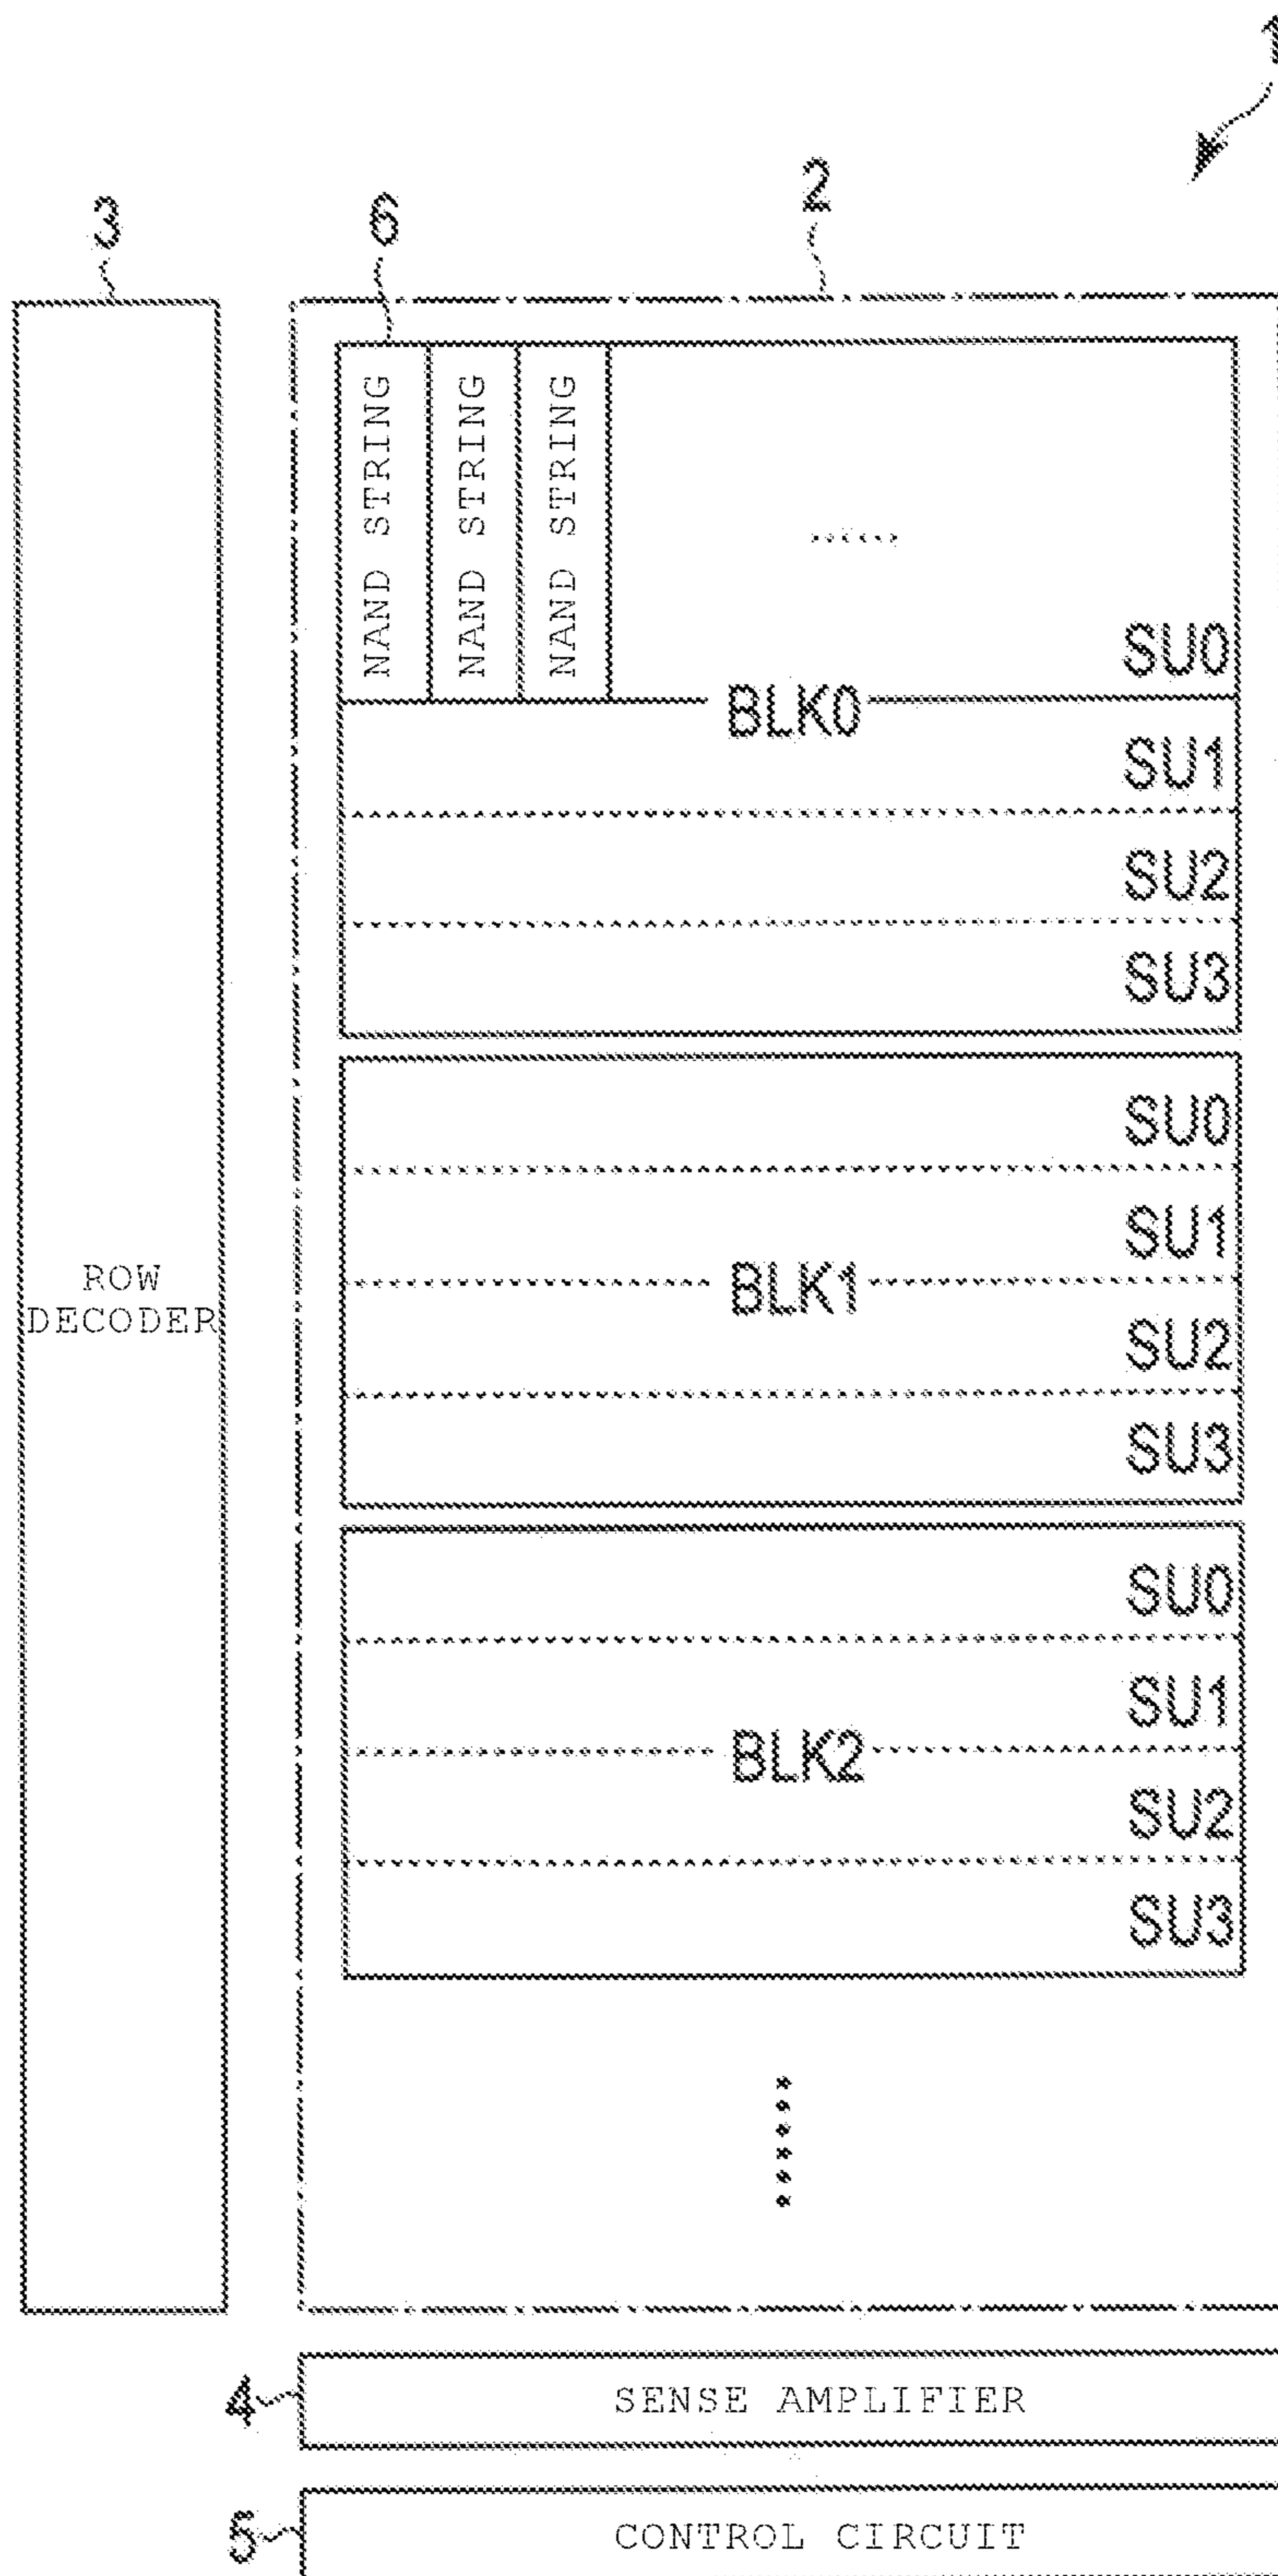 1
3
6
2
NAND STRING
NAND STRING
NAND STRING
SU0
BLK0
SU1
SU2
SU3
SU0
SU1
BLK1
SU2
SU3
SU0
SU1
BLK2
SU2
SU3
ROW
DECODER
4
SENSE AMPLIFIER
5
CONTROL CIRCUIT